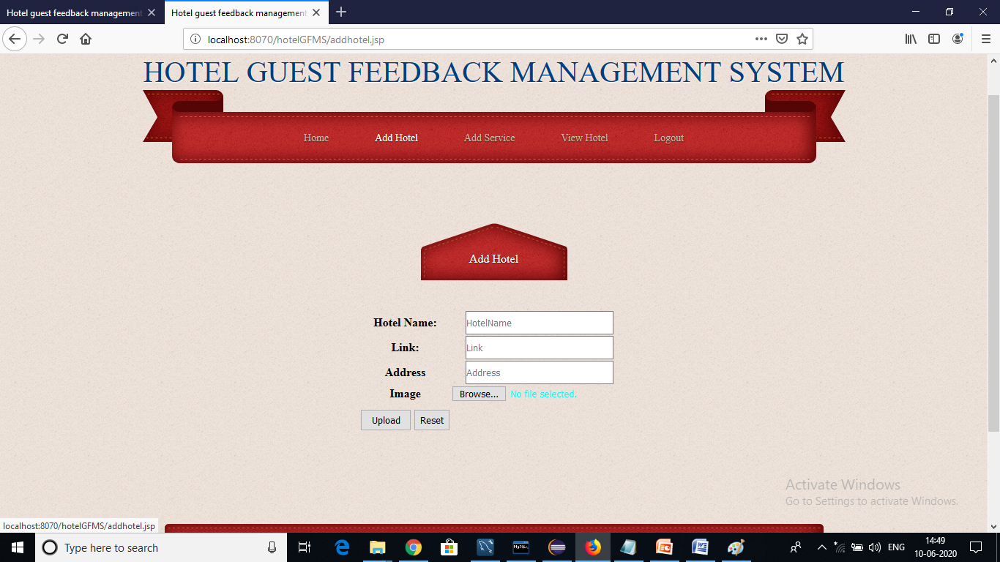 Hotel guest feedback management
Hotel guest feedback management
localhost:8070/hotelGFMS/addhotel.jsp
HOTEL GUEST FEEDBACK MANAGEMENT SYSTEM
Home Add Hotel Add Service View Hotel Logout
Add Hotel
Hotel Name: HotelName
Link: Link
Address Address
Image Browse... No file selected.
Upload Reset
Activate Windows
Go to Settings to activate Windows.
localhost:8070/hotelGFMS/addhotel.jsp
Type here to search
MySQL
ENG
14:49
10-06-2020